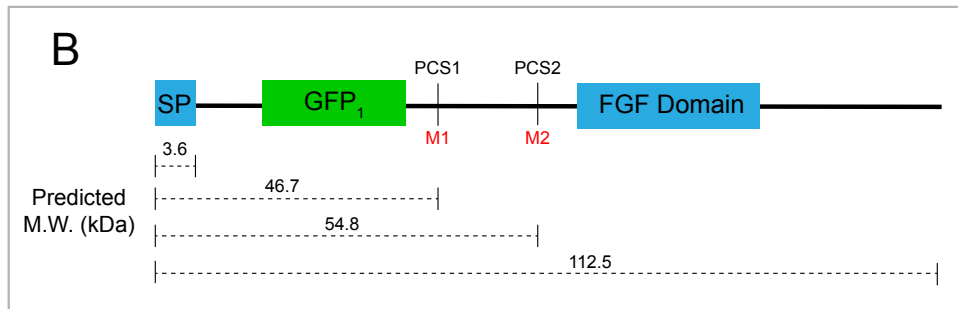 B
PCS1 PCS2
SP GFP1 FGF Domain
M1 M2
3.6
46.7
Predicted
M.W. (kDa)
54.8
112.5